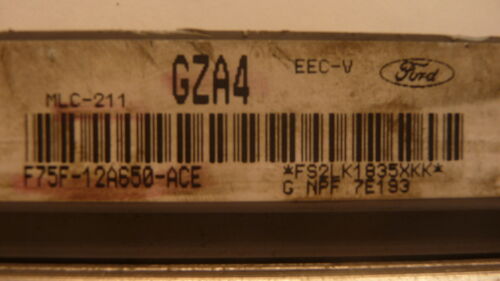 GZA4 EEC-V Ford
MLC-211
F75F-12A650-ACE *FS2LK1835XKK*
G NPF 7E193